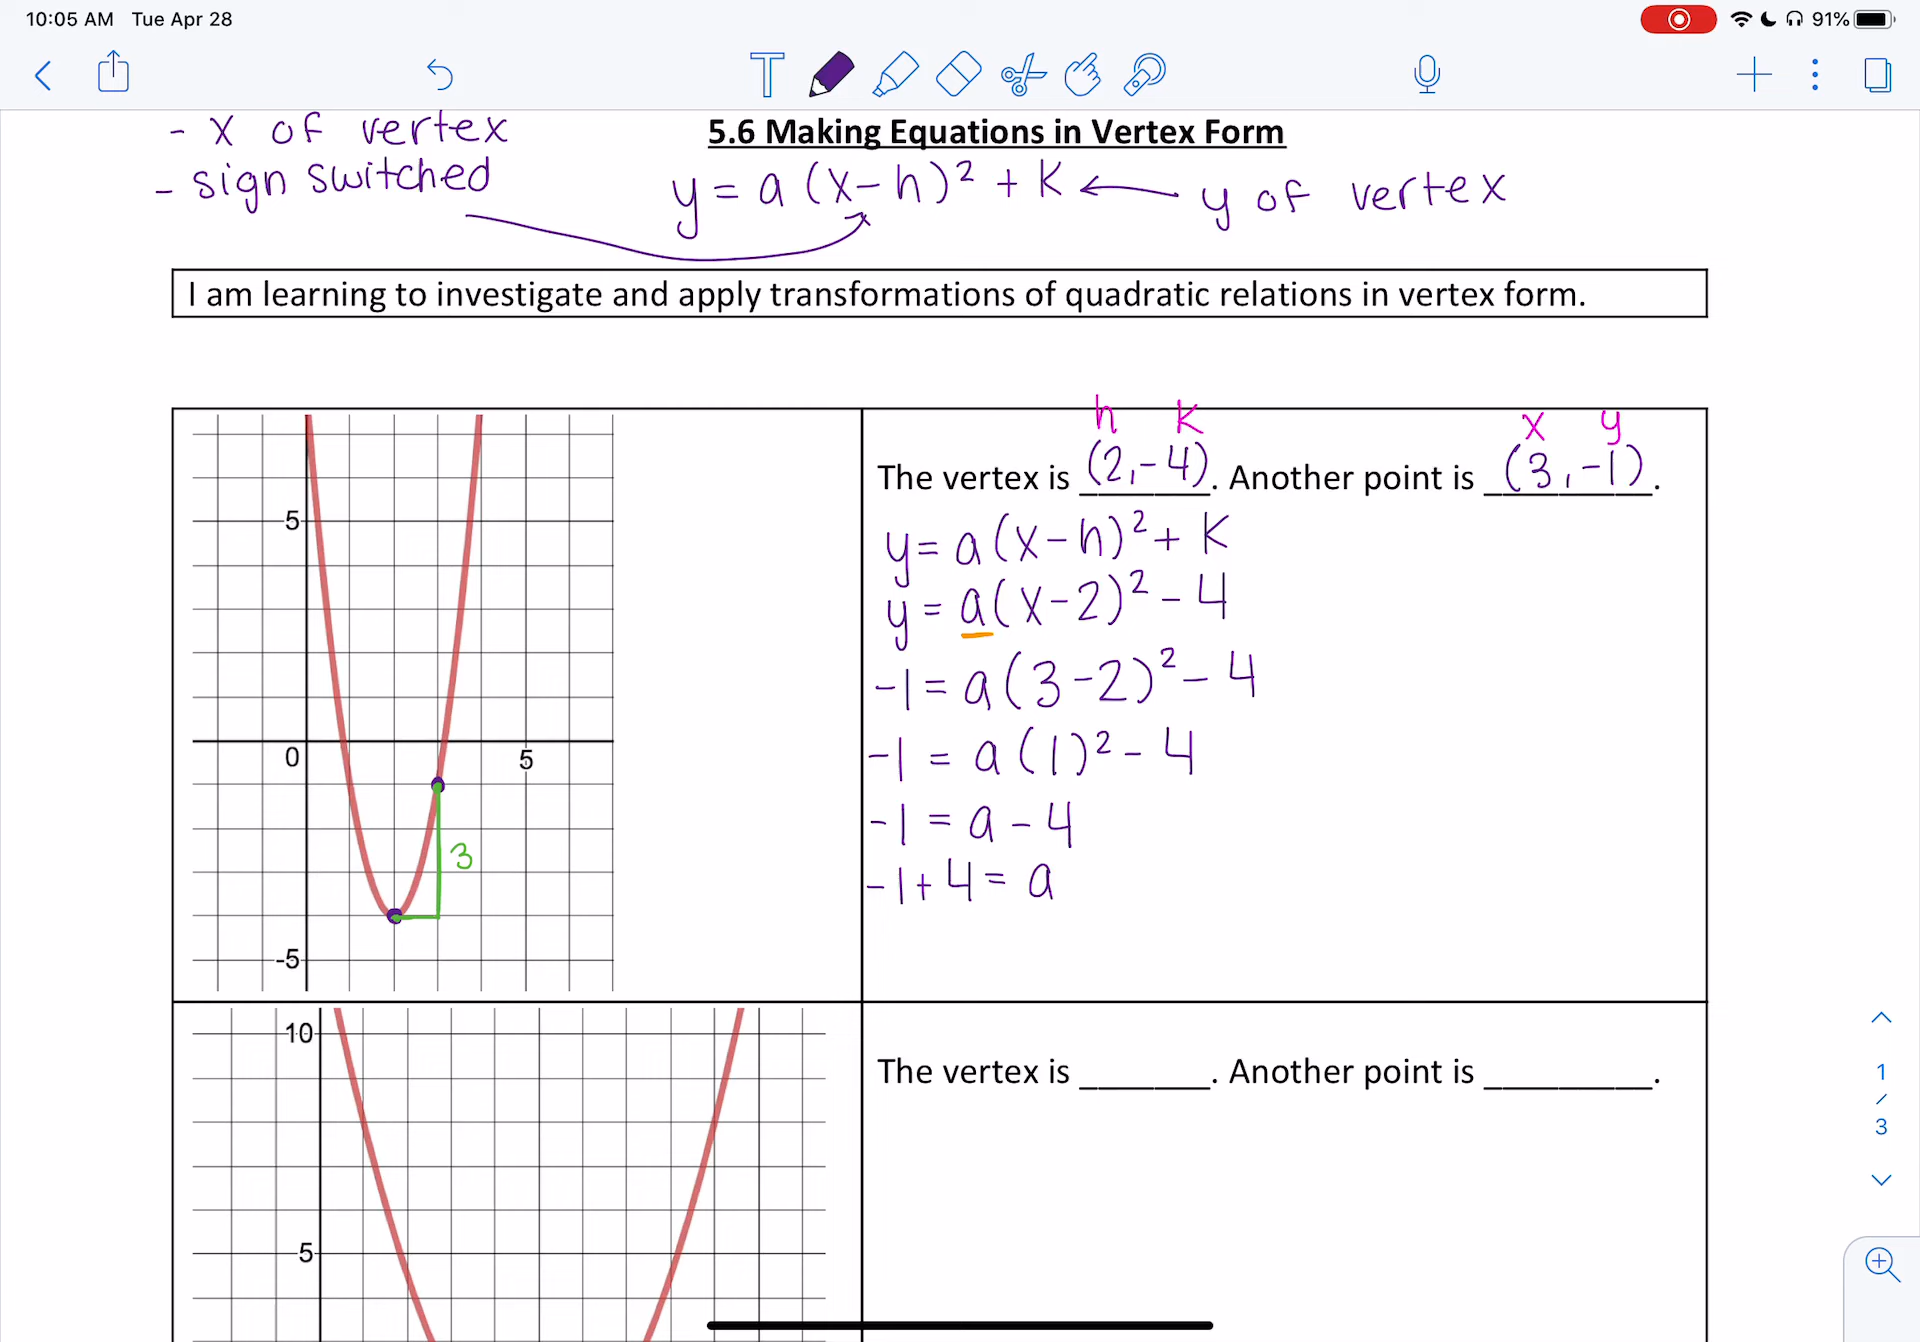 10:05 AM Tue Apr 28
91%
- x of vertex
- sign switched
5.6 Making Equations in Vertex Form
y = a (x-h)² + k ← y of vertex
I am learning to investigate and apply transformations of quadratic relations in vertex form.
5
0
5
-5
3
h k
x y
The vertex is (2,-4). Another point is (3,-1).
y = a(x-h)² + k
y = a(x-2)² - 4
-1 = a(3-2)² - 4
-1 = a(1)² - 4
-1 = a - 4
-1+4 = a
10
5
The vertex is _______. Another point is _________.
1
/
3